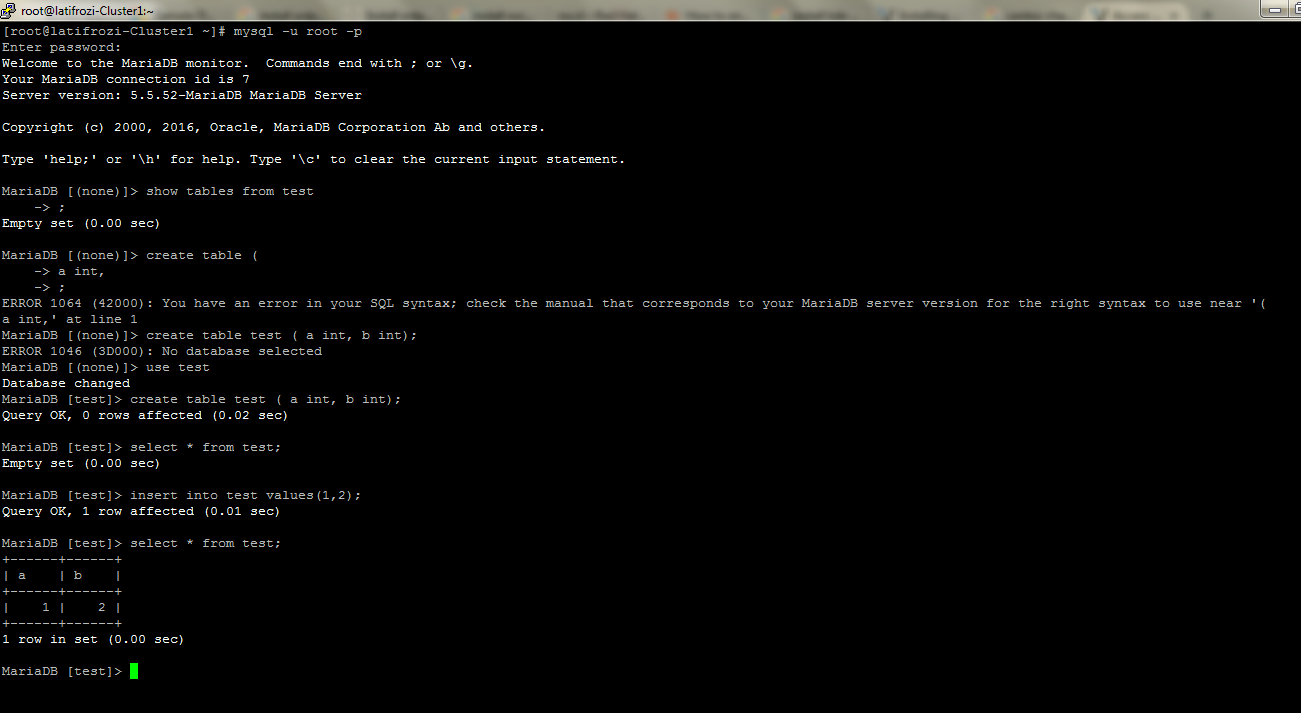 root@latifrozi-Cluster1:~
[root@latifrozi-Cluster1 ~]# mysql -u root -p
Enter password:
Welcome to the MariaDB monitor.  Commands end with ; or \g.
Your MariaDB connection id is 7
Server version: 5.5.52-MariaDB MariaDB Server

Copyright (c) 2000, 2016, Oracle, MariaDB Corporation Ab and others.

Type 'help;' or '\h' for help. Type '\c' to clear the current input statement.

MariaDB [(none)]> show tables from test
    -> ;
Empty set (0.00 sec)

MariaDB [(none)]> create table (
    -> a int,
    -> ;
ERROR 1064 (42000): You have an error in your SQL syntax; check the manual that corresponds to your MariaDB server version for the right syntax to use near '(
a int,' at line 1
MariaDB [(none)]> create table test ( a int, b int);
ERROR 1046 (3D000): No database selected
MariaDB [(none)]> use test
Database changed
MariaDB [test]> create table test ( a int, b int);
Query OK, 0 rows affected (0.02 sec)

MariaDB [test]> select * from test;
Empty set (0.00 sec)

MariaDB [test]> insert into test values(1,2);
Query OK, 1 row affected (0.01 sec)

MariaDB [test]> select * from test;
+------+------+
| a    | b    |
+------+------+
|    1 |    2 |
+------+------+
1 row in set (0.00 sec)

MariaDB [test]>